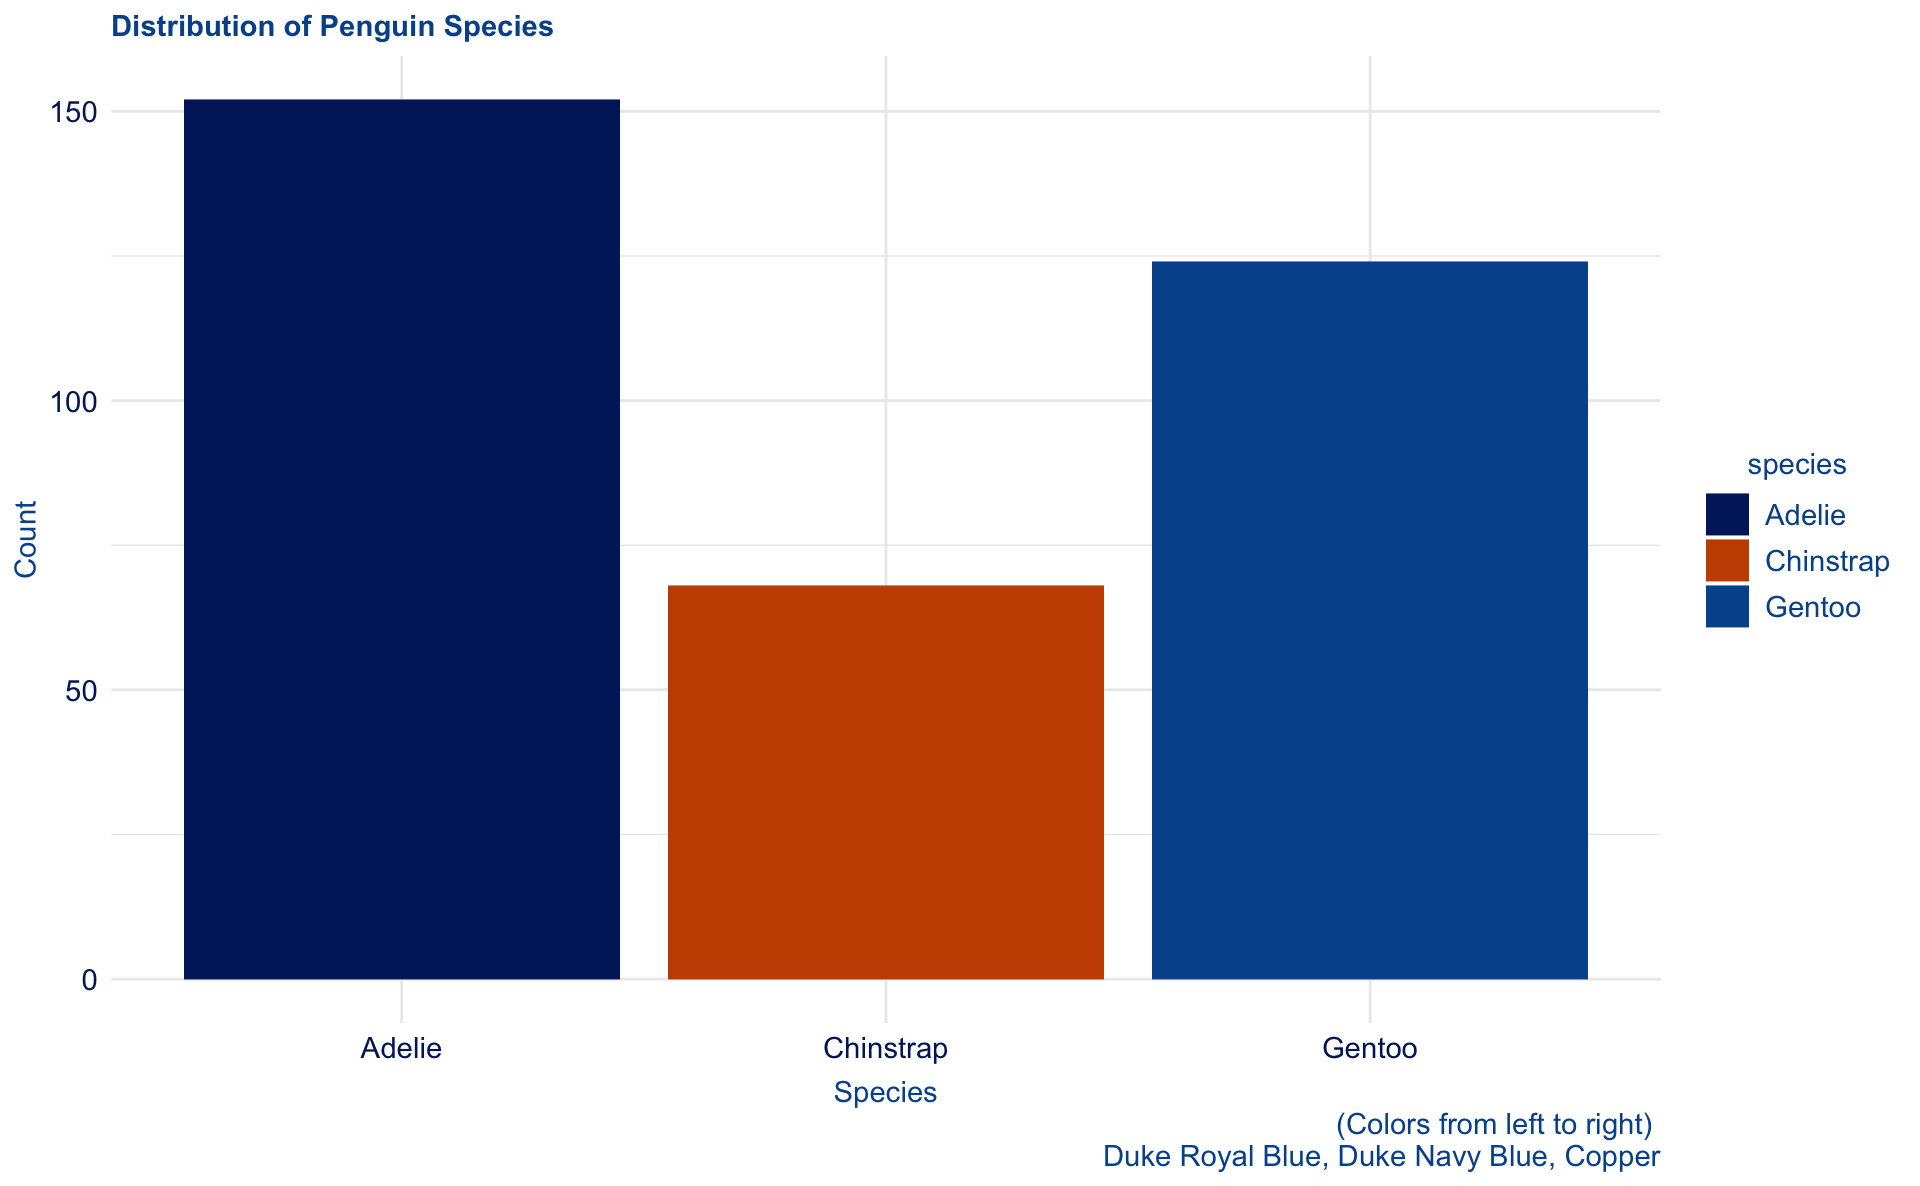 Distribution of Penguin Species
150
100
50
0
Count
Adelie
Chinstrap
Gentoo
Species
species
Adelie
Chinstrap
Gentoo
(Colors from left to right)
Duke Royal Blue, Duke Navy Blue, Copper